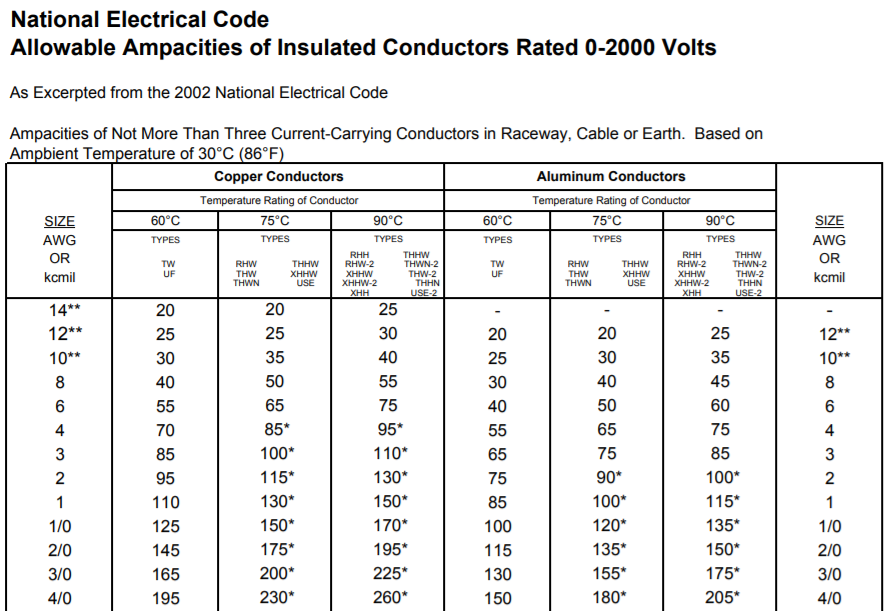 National Electrical Code
Allowable Ampacities of Insulated Conductors Rated 0-2000 Volts
As Excerpted from the 2002 National Electrical Code
Ampacities of Not More Than Three Current-Carrying Conductors in Raceway, Cable or Earth. Based on
Ampbient Temperature of 30°C (86°F)
Copper Conductors Aluminum Conductors
Temperature Rating of Conductor Temperature Rating of Conductor
SIZE 60°C 75°C 90°C 60°C 75°C 90°C SIZE
AWG TYPES TYPES TYPES TYPES TYPES TYPES AWG
RHH THHW RHH THHW
OR TW RHW THHW RHW-2 THWN-2 TW RHW THHW RHW-2 THWN-2 OR
kcmil UF THW XHHW XHHW THW-2 UF THW XHHW XHHW THW-2 kcmil
THWN USE XHHW-2 THHN THWN USE XHHW-2 THHN
XHH USE-2 XHH USE-2
14** 20 20 25 - - - -
12** 25 25 30 20 20 25 12**
10** 30 35 40 25 30 35 10**
8 40 50 55 30 40 45 8
6 55 65 75 40 50 60 6
4 70 85* 95* 55 65 75 4
3 85 100* 110* 65 75 85 3
2 95 115* 130* 75 90* 100* 2
1 110 130* 150* 85 100* 115* 1
1/0 125 150* 170* 100 120* 135* 1/0
2/0 145 175* 195* 115 135* 150* 2/0
3/0 165 200* 225* 130 155* 175* 3/0
4/0 195 230* 260* 150 180* 205* 4/0